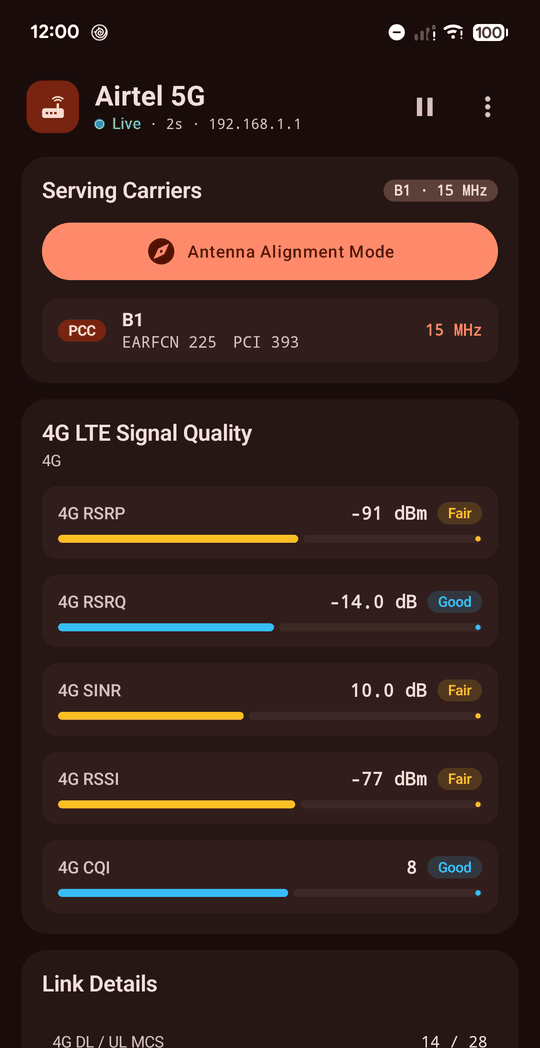 12:00
100
Airtel 5G
Live · 2s · 192.168.1.1
Serving Carriers
B1 · 15 MHz
Antenna Alignment Mode
PCC
B1
15 MHz
EARFCN 225 PCI 393
4G LTE Signal Quality
4G
4G RSRP -91 dBm Fair
4G RSRQ -14.0 dB Good
4G SINR 10.0 dB Fair
4G RSSI -77 dBm Fair
4G CQI 8 Good
Link Details
4G DL / UL MCS 14 / 28